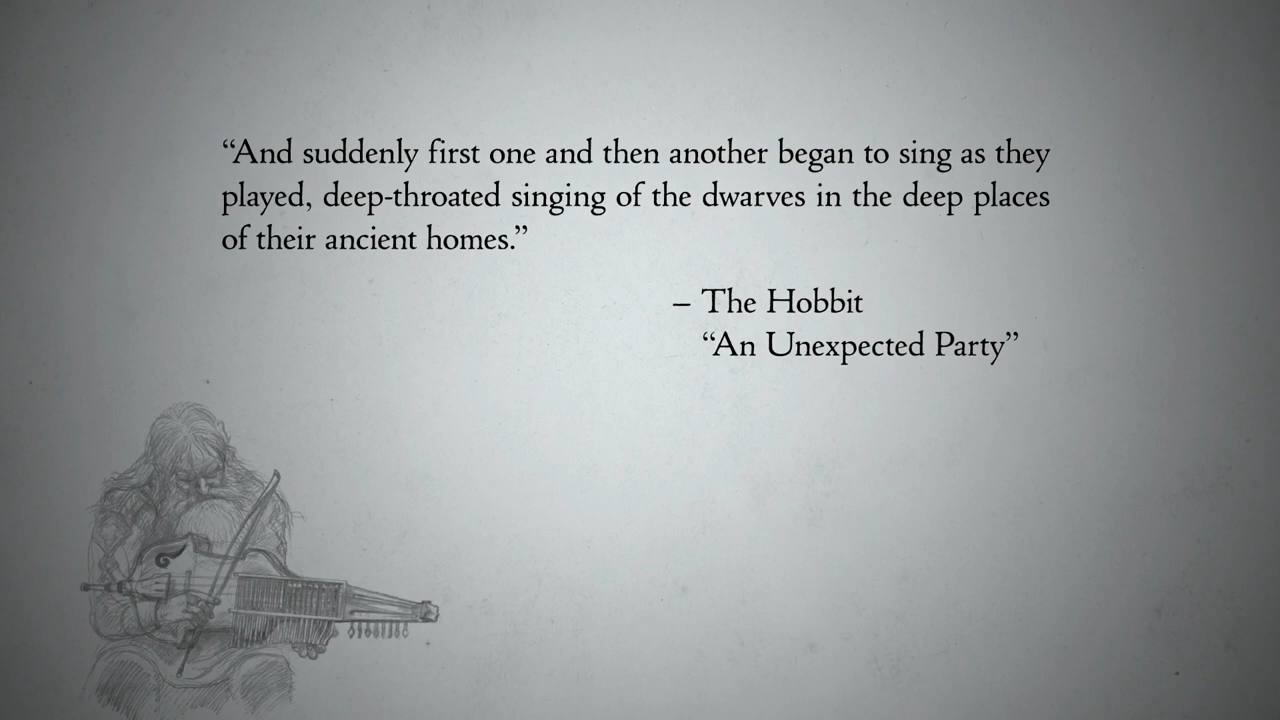 “And suddenly first one and then another began to sing as they
played, deep-throated singing of the dwarves in the deep places
of their ancient homes.”
– The Hobbit
“An Unexpected Party”